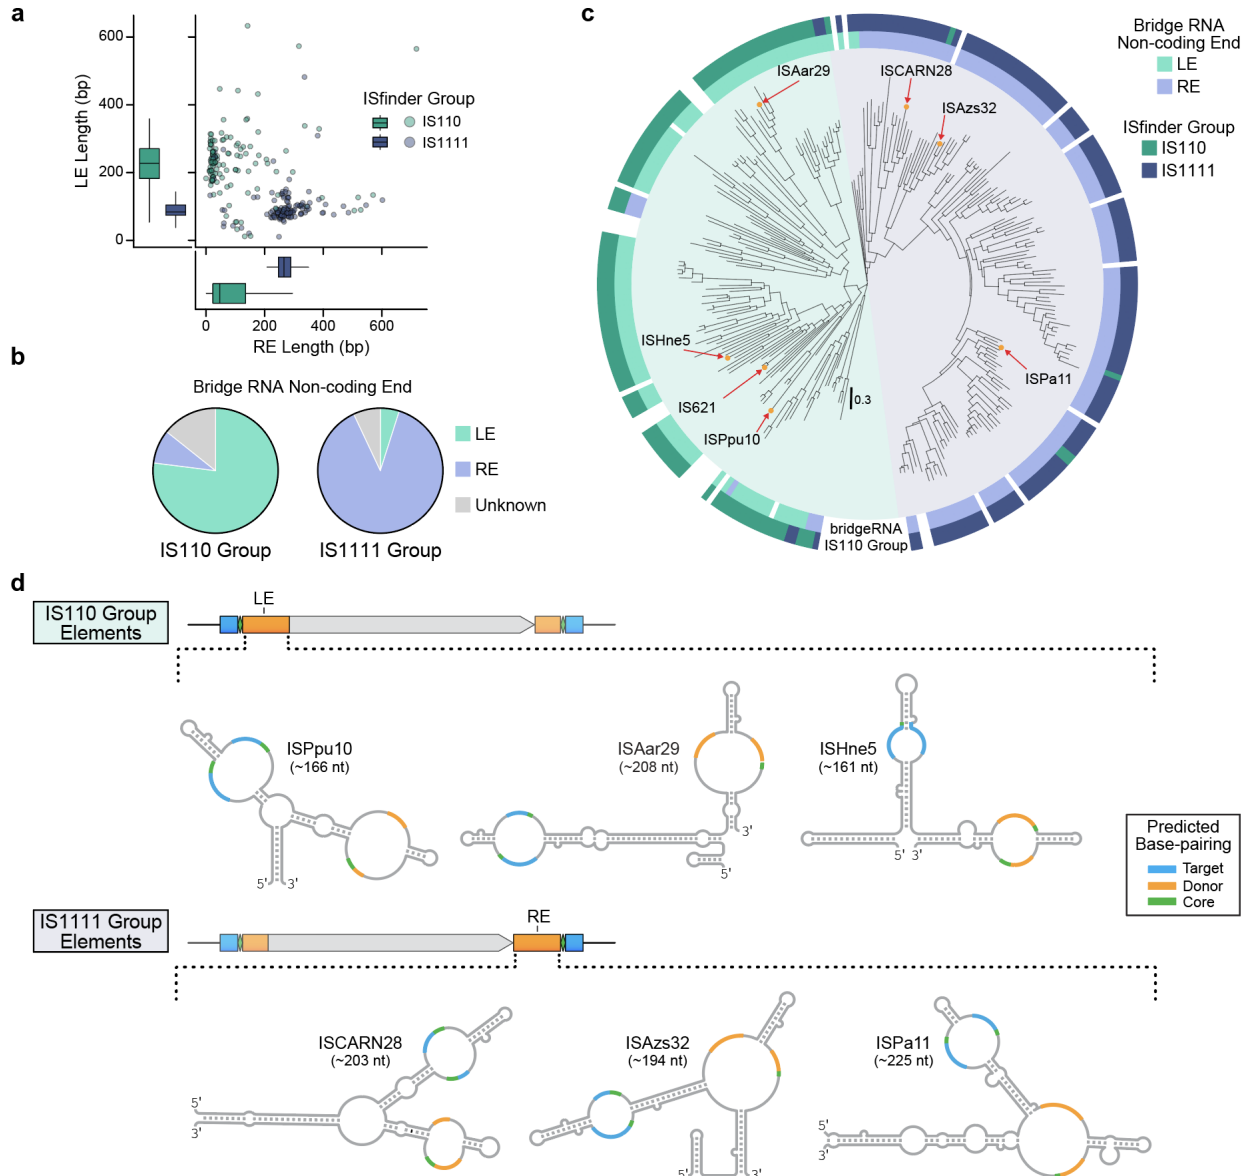 a
LE Length (bp)
600
400
200
0
ISfinder Group
IS110
IS1111
0
200
400
600
RE Length (bp)
b
Bridge RNA Non-coding End
LE
RE
Unknown
IS110 Group
IS1111 Group
c
ISAar29
ISCARN28
ISAzs32
ISHne5
IS621
ISPpu10
ISPa11
0.3
bridgeRNA
IS110 Group
Bridge RNA
Non-coding End
LE
RE
ISfinder Group
IS110
IS1111
d
IS110 Group
Elements
LE
ISPpu10
(~166 nt)
5' 3'
ISAar29
(~208 nt)
3'
5'
ISHne5
(~161 nt)
5' 3'
Predicted
Base-pairing
Target
Donor
Core
IS1111 Group
Elements
RE
ISCARN28
(~203 nt)
5'
3'
ISAzs32
(~194 nt)
5'
3'
ISPa11
(~225 nt)
5'
3'